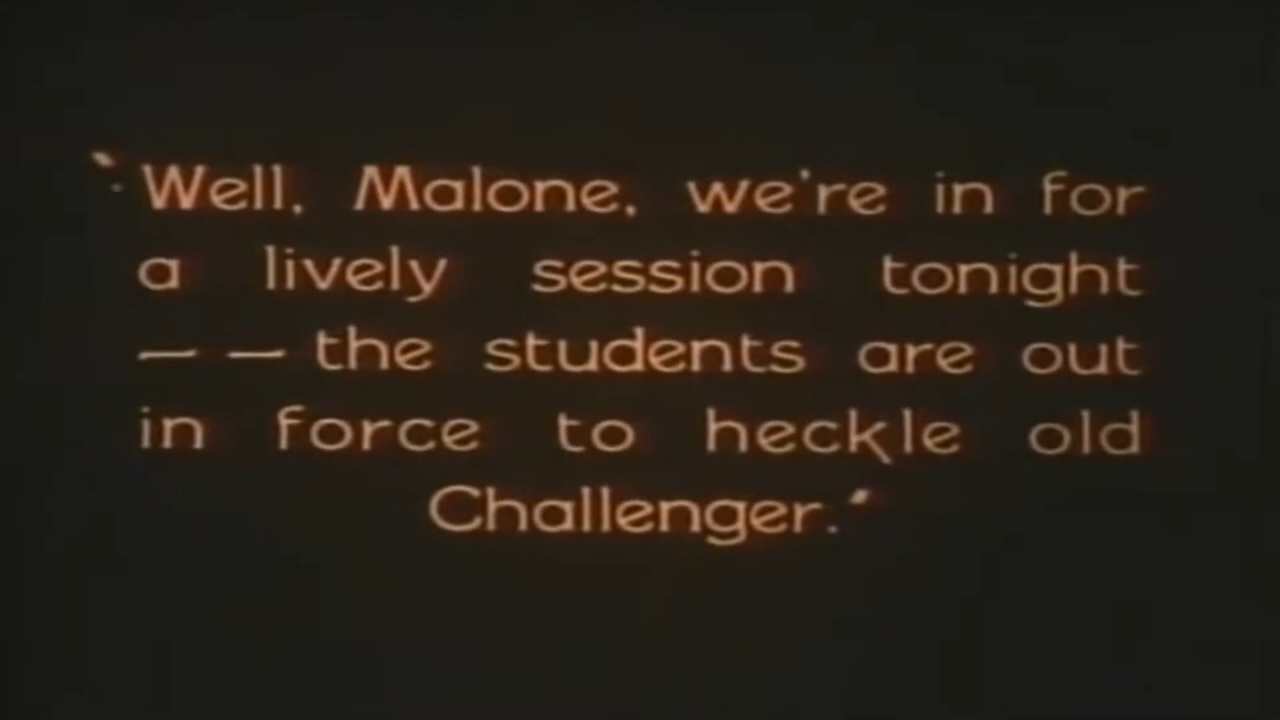 "Well, Malone, we're in for
a lively session tonight
— — the students are out
in force to heckle old
Challenger."